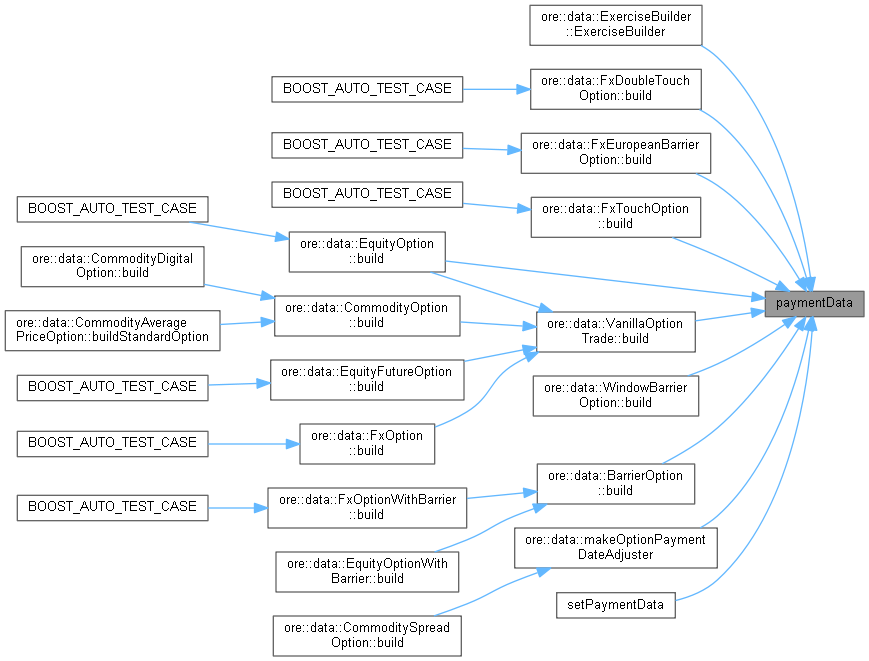 ore::data::ExerciseBuilder
::ExerciseBuilder
ore::data::FxDoubleTouch
Option::build
BOOST_AUTO_TEST_CASE
ore::data::FxEuropeanBarrier
Option::build
BOOST_AUTO_TEST_CASE
ore::data::FxTouchOption
::build
BOOST_AUTO_TEST_CASE
BOOST_AUTO_TEST_CASE
ore::data::EquityOption
::build
ore::data::CommodityDigital
Option::build
ore::data::CommodityOption
::build
paymentData
ore::data::CommodityAverage
PriceOption::buildStandardOption
ore::data::VanillaOption
Trade::build
ore::data::EquityFutureOption
::build
BOOST_AUTO_TEST_CASE
ore::data::WindowBarrier
Option::build
ore::data::FxOption
::build
BOOST_AUTO_TEST_CASE
ore::data::BarrierOption
::build
ore::data::FxOptionWithBarrier
::build
BOOST_AUTO_TEST_CASE
ore::data::makeOptionPayment
DateAdjuster
ore::data::EquityOptionWith
Barrier::build
setPaymentData
ore::data::CommoditySpread
Option::build